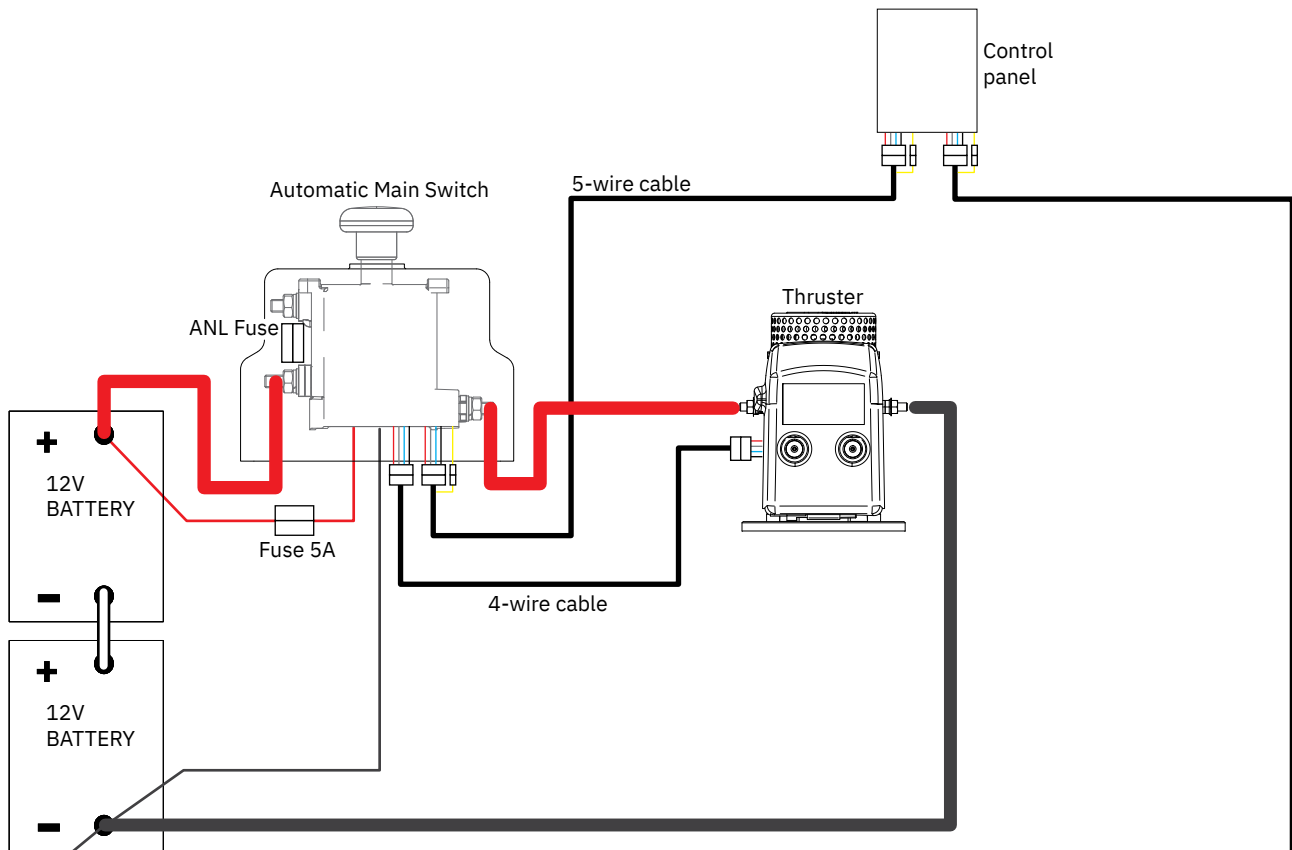 Control
panel
5-wire cable
Automatic Main Switch
Thruster
ANL Fuse
+
12V
BATTERY
Fuse 5A
-
4-wire cable
+
12V
BATTERY
-